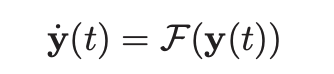 ẏ(t) = ℱ(y(t))